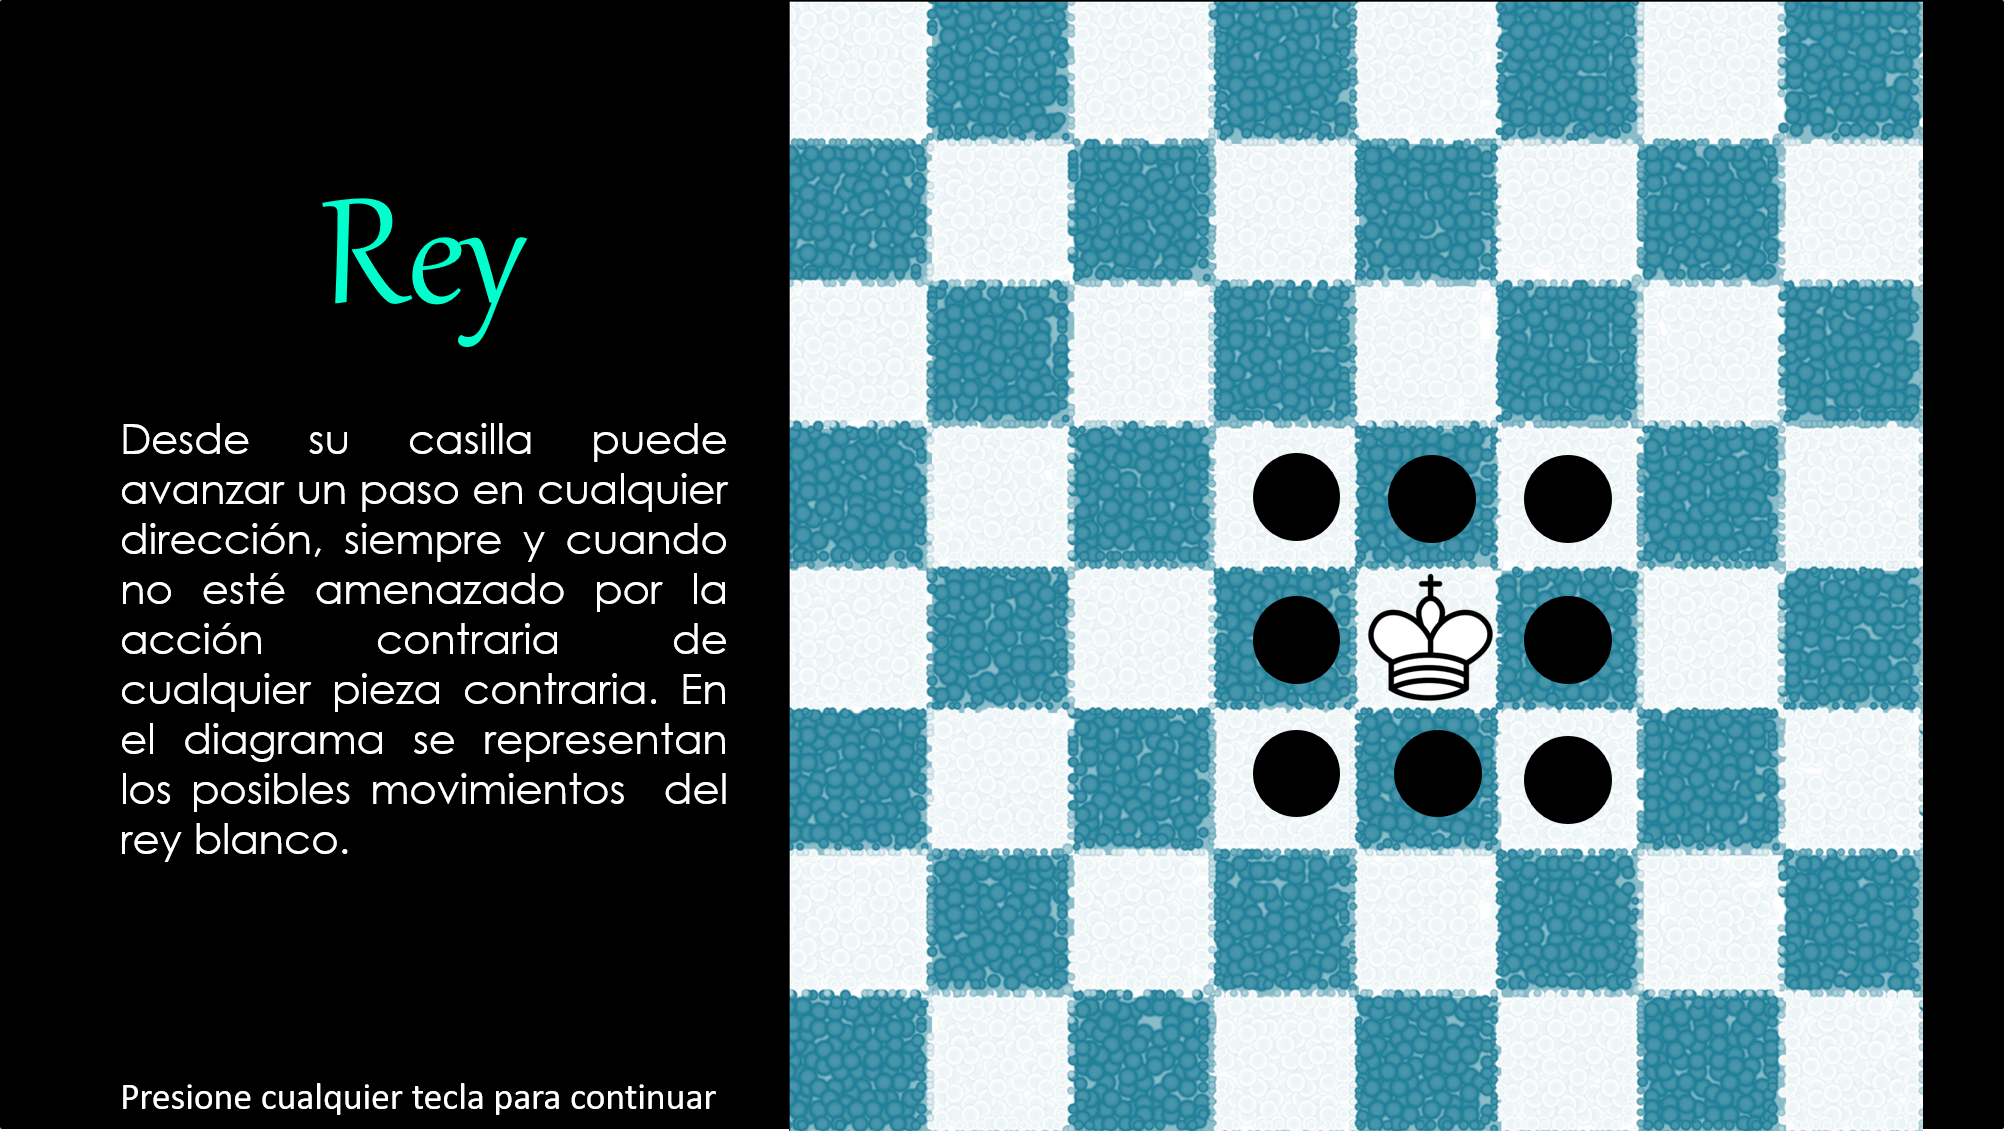 Rey
Desde su casilla puede
avanzar un paso en cualquier
dirección, siempre y cuando
no esté amenazado por la
acción contraria de
cualquier pieza contraria. En
el diagrama se representan
los posibles movimientos del
rey blanco.
Presione cualquier tecla para continuar